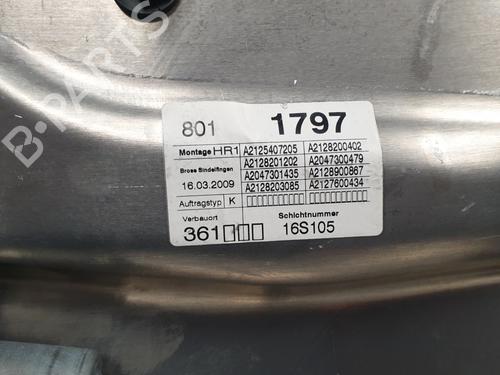 B-PARTS
801 1797
Montage HR1 A2125407205 A2128200402
Brose Sindelfingen A2128201202 A2047300479
16.03.2009 A2047301435 A2128900867
A2128203085 A2127600434
Auftragstyp K
Verbauort Schichtnummer
361 16S105